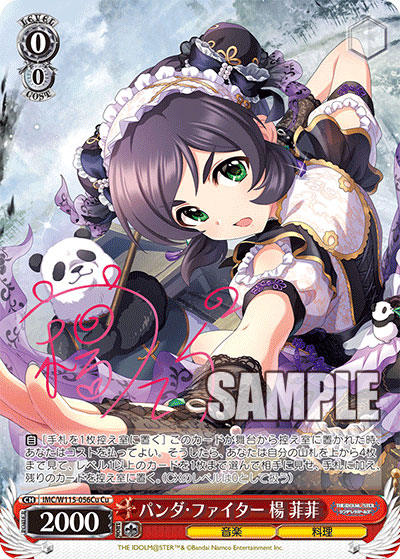 LEVEL
0
0
COST
SAMPLE
自 [手札を1枚控え室に置く] このカードが舞台から控え室に置かれた時、
あなたはコストを払ってよい。そうしたら、あなたは自分の山札を上から4枚
まで見て、レベル1以上のカードを1枚まで選んで相手に見せ、手札に加え、
残りのカードを控え室に置く。(CXのレベルは0として扱う)
CH IMC/W115-056CuCu
2000
パンダ・ファイター 楊 菲菲
音楽
料理
THE IDOLM@STER™&©Bandai Namco Entertainment Inc.